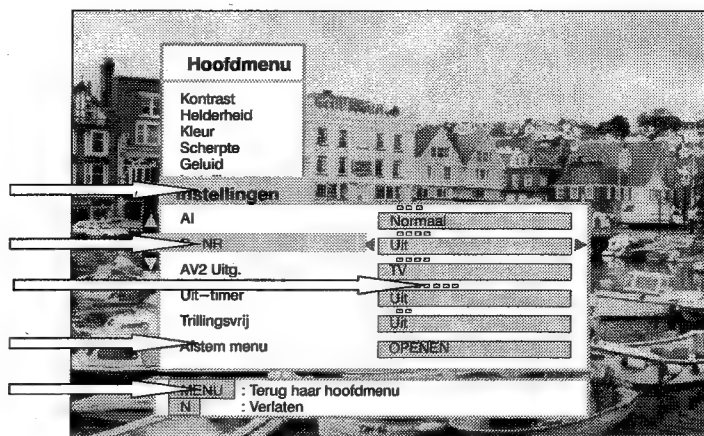 Hoofdmenu
Kontrast
Helderheid
Kleur
Scherpte
Geluid
Instellingen
AI Normaal
NR Uit
AV2 Uitg. TV
Uit-timer Uit
Trillingsvrij Uit
Afstem menu OPENEN
MENU : Terug haar hoofdmenu
N : Verlaten